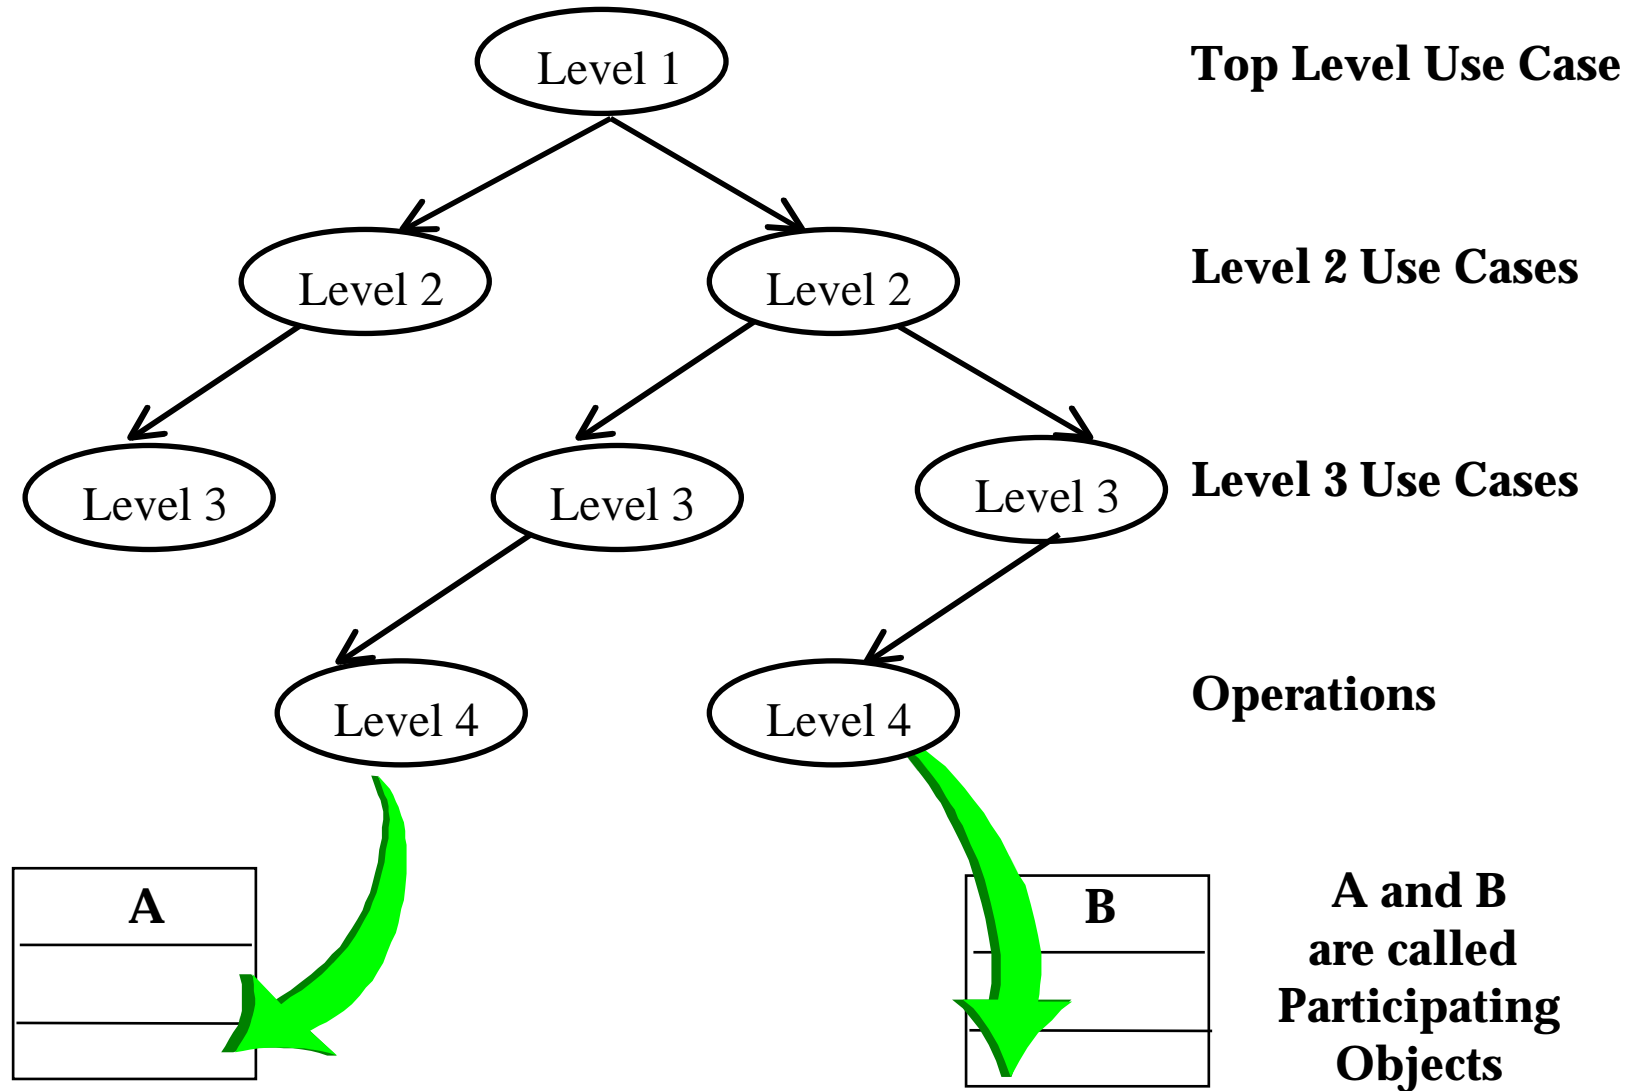 Level 1
Top Level Use Case
Level 2
Level 2
Level 2 Use Cases
Level 3
Level 3
Level 3
Level 3 Use Cases
Level 4
Level 4
Operations
A
B
A and B
are called
Participating
Objects